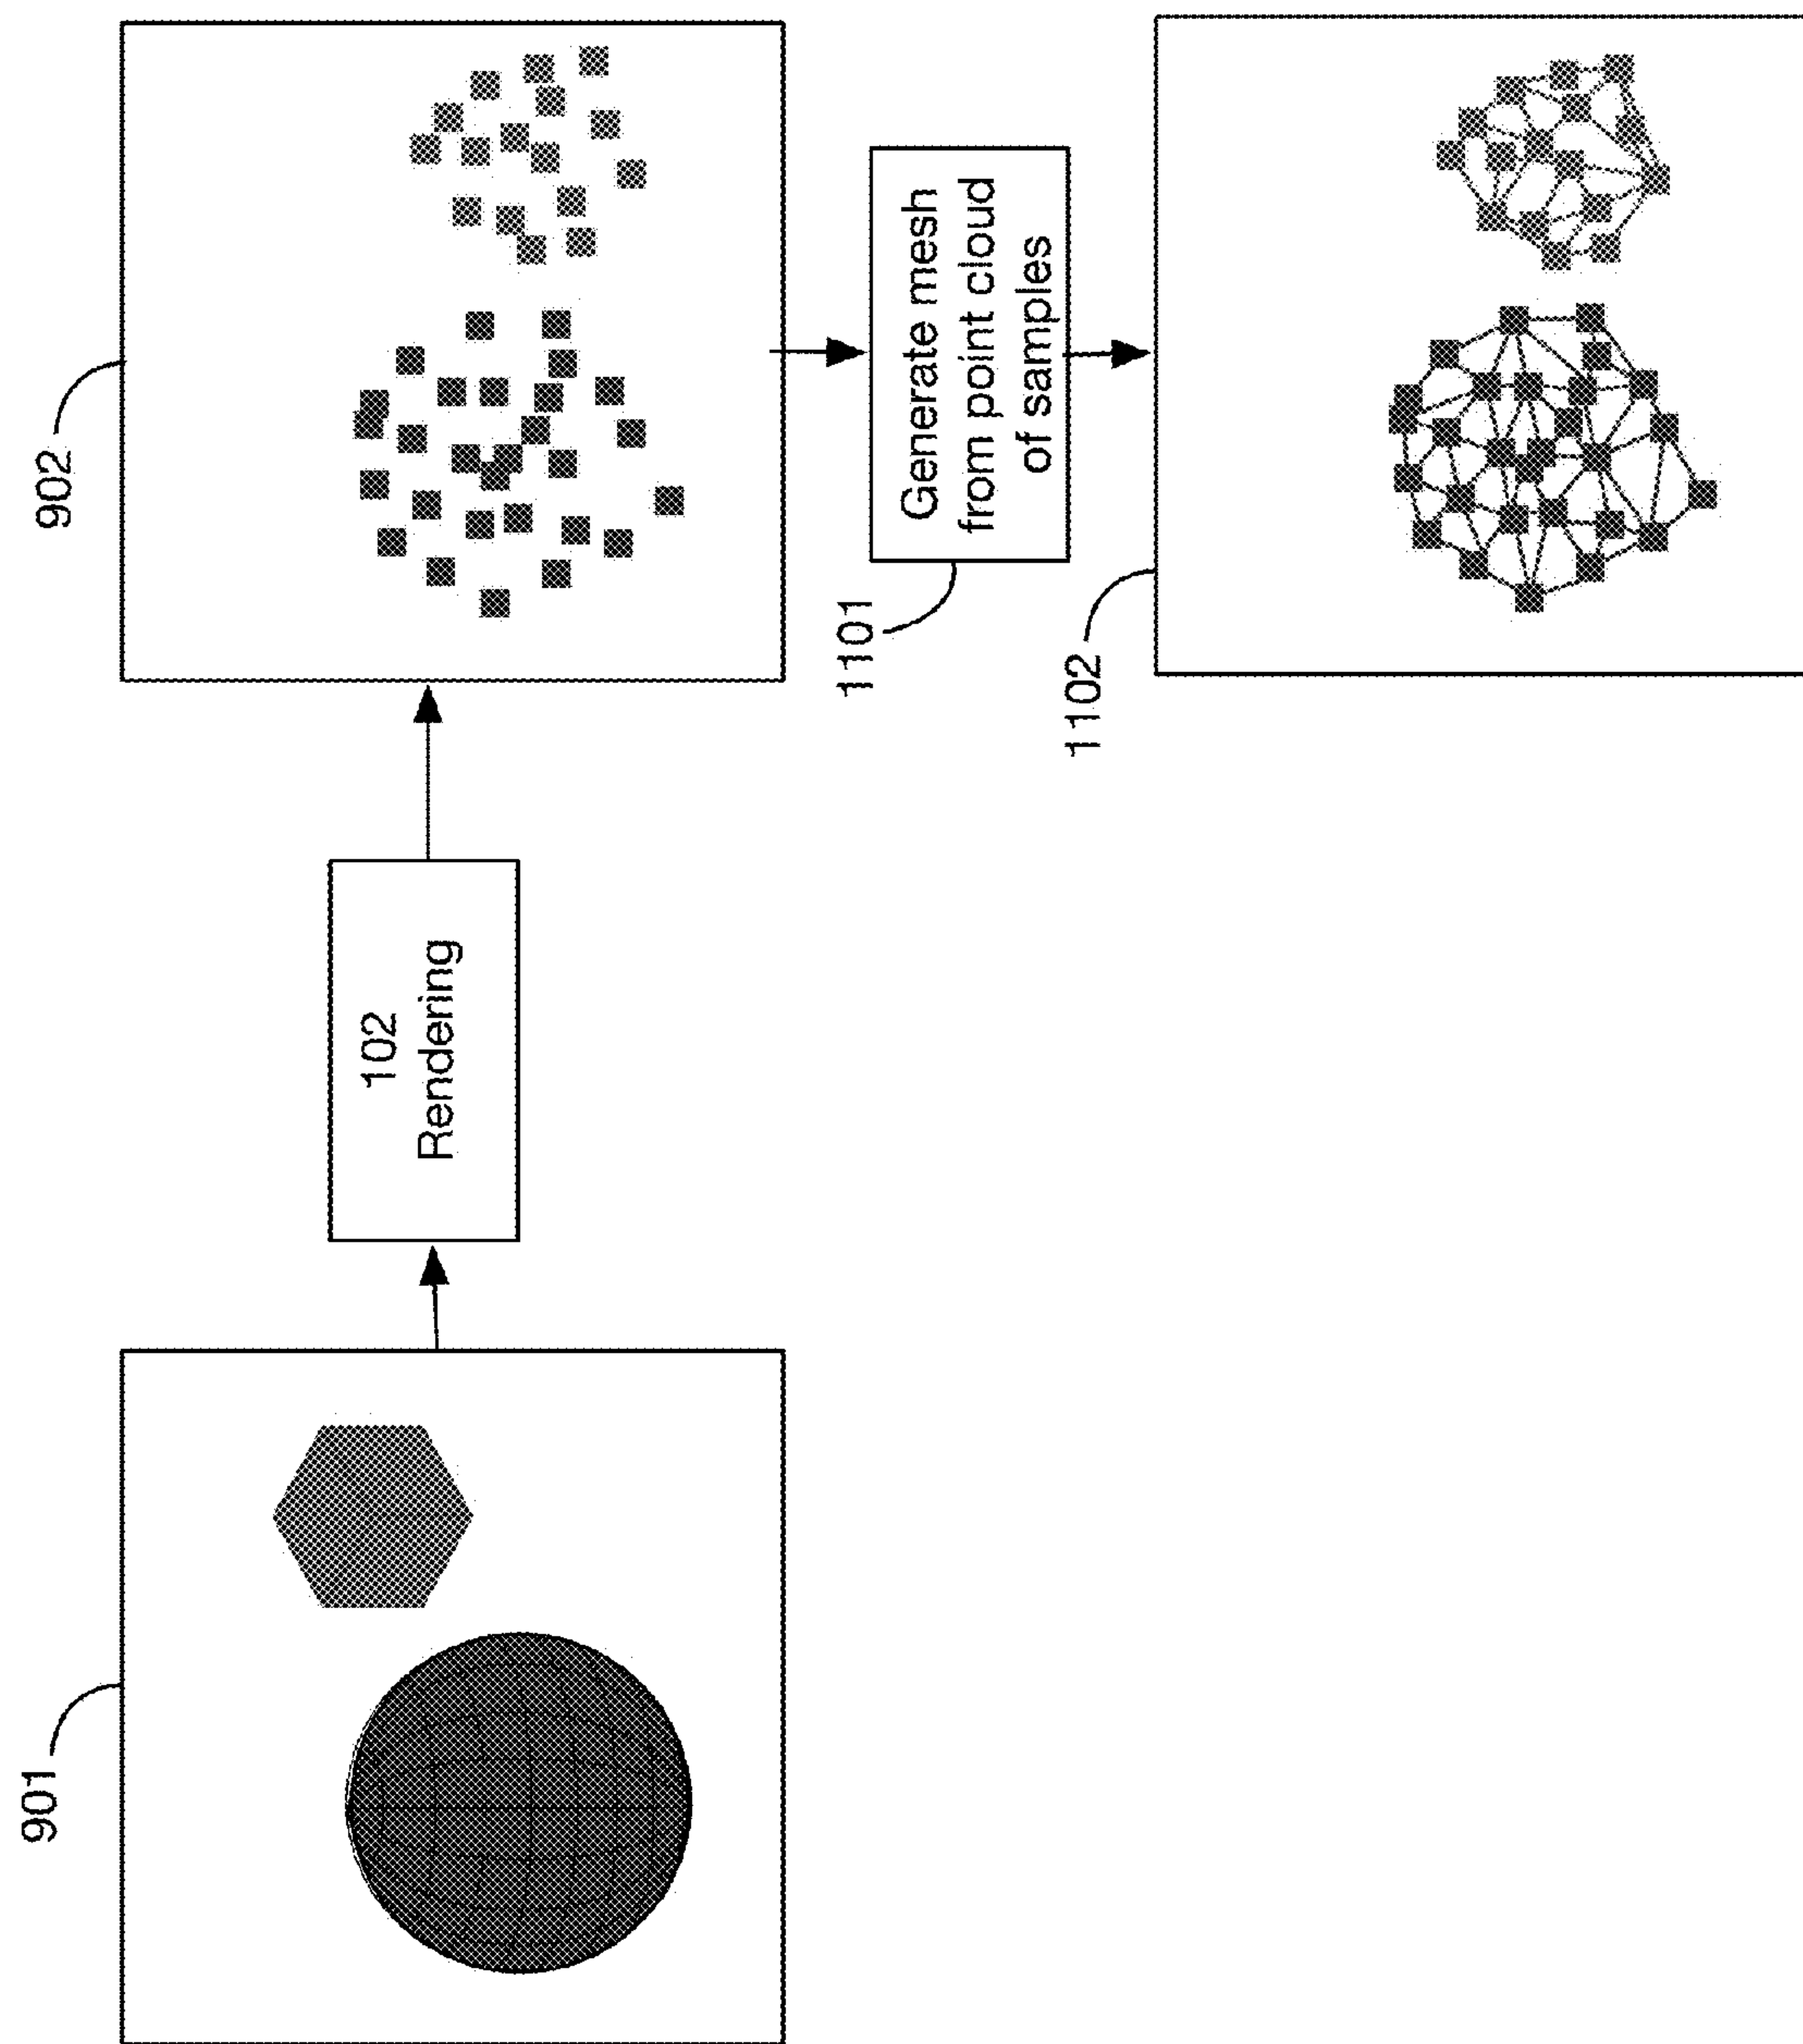 901
102
Rendering
902
1101
Generate mesh
from point cloud
of samples
1102